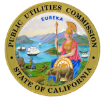 PUBLIC UTILITIES COMMISSION
EUREKA
STATE OF CALIFORNIA